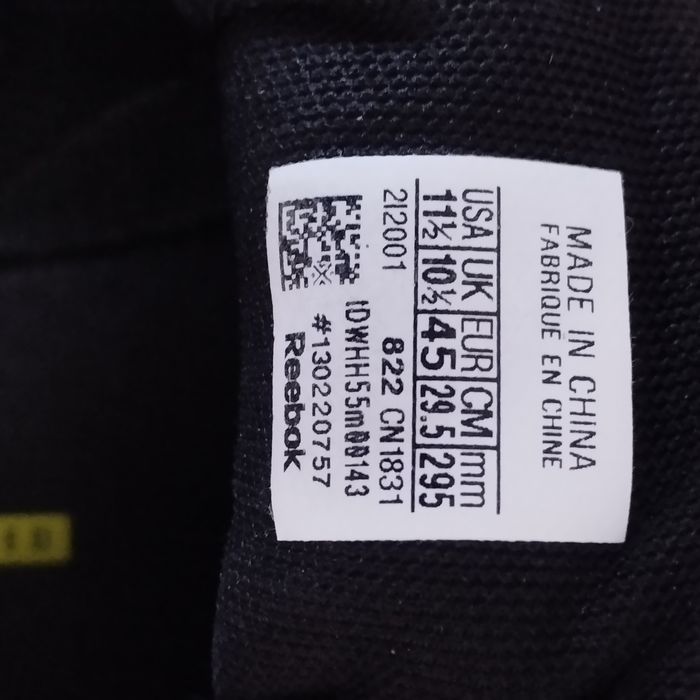 MADE IN CHINA
FABRIQUE EN CHINE
USA UK EUR CM mm
11½ 10½ 45 29.5 295
2I2001 822 CN1831
IDWHH55m00143
#130220757
Reebok